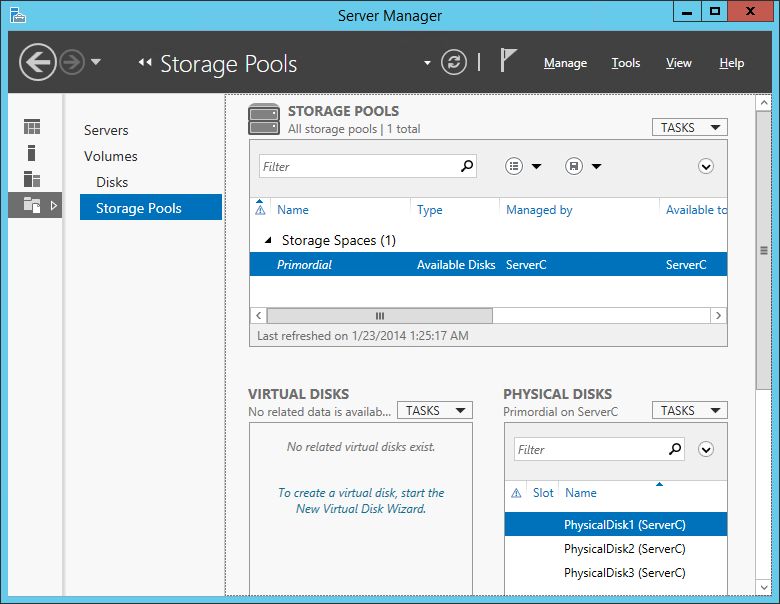 Server Manager
Storage Pools
Manage Tools View Help
Servers
Volumes
Disks
Storage Pools
STORAGE POOLS
All storage pools | 1 total
TASKS
Filter
Name Type Managed by Available to
Storage Spaces (1)
Primordial Available Disks ServerC ServerC
Last refreshed on 1/23/2014 1:25:17 AM
VIRTUAL DISKS
No related data is availab...
TASKS
No related virtual disks exist.
To create a virtual disk, start the
New Virtual Disk Wizard.
PHYSICAL DISKS
Primordial on ServerC
TASKS
Filter
Slot Name
PhysicalDisk1 (ServerC)
PhysicalDisk2 (ServerC)
PhysicalDisk3 (ServerC)